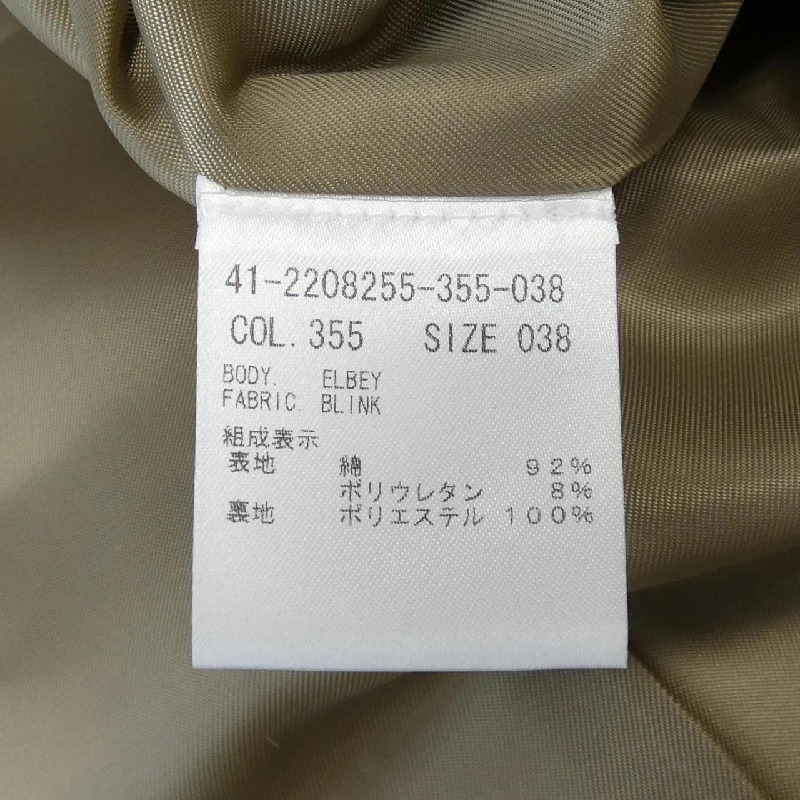 41-2208255-355-038
COL. 355 SIZE 038
BODY. ELBEY
FABRIC. BLINK
組成表示
表地 綿 92%
ポリウレタン 8%
裏地 ポリエステル 100%